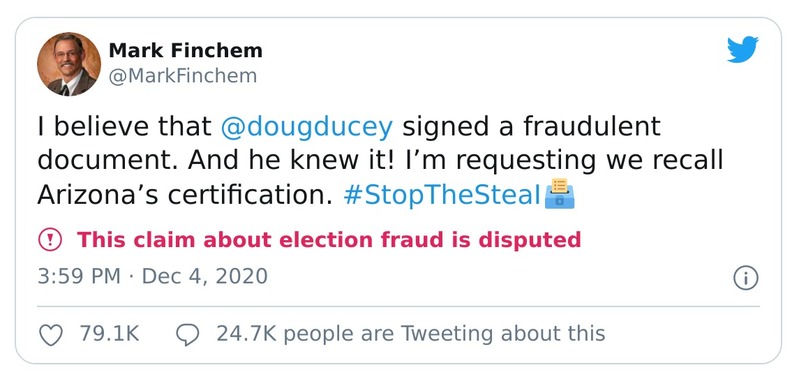 Mark Finchem
@MarkFinchem
I believe that @dougducey signed a fraudulent
document. And he knew it! I’m requesting we recall
Arizona’s certification. #StopTheSteal
This claim about election fraud is disputed
3:59 PM · Dec 4, 2020
79.1K 24.7K people are Tweeting about this